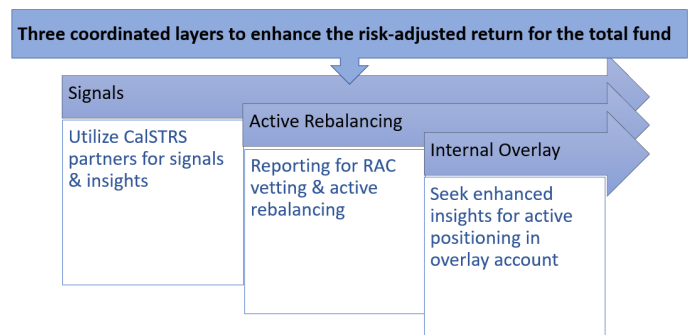 Three coordinated layers to enhance the risk-adjusted return for the total fund
Signals
Utilize CalSTRS
partners for signals
& insights
Active Rebalancing
Reporting for RAC
vetting & active
rebalancing
Internal Overlay
Seek enhanced
insights for active
positioning in
overlay account